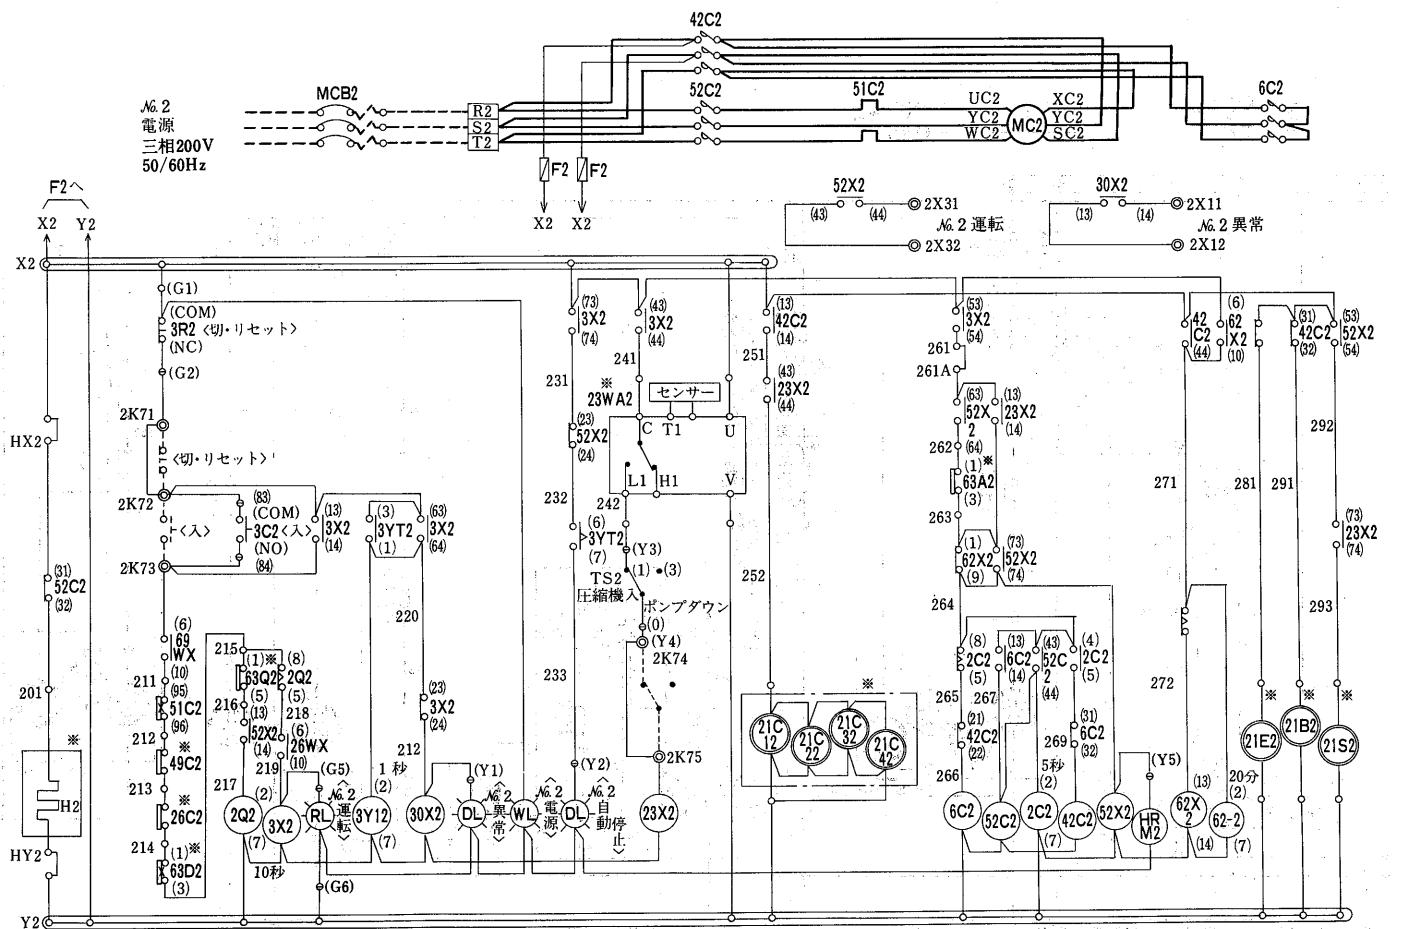 42C2
MCB2
52C2
51C2
6C2
№ 2
電源
三相200V
50/60Hz
R2
S2
T2
UC2
YC2
WC2
MC2
XC2
YC2
SC2
F2
F2
X2
X2
F2へ
X2
Y2
52X2
(43)
(44)
2X31
№ 2 運転
2X32
30X2
(13)
(14)
2X11
№ 2 異常
2X12
X2
(G1)
(COM)
3R2〈切・リセット〉
(NC)
(G2)
2K71
〈切・リセット〉
2K72
〈入〉
2K73
(83)
(COM)
3C2〈入〉
(NO)
(84)
(13)
3X2
(14)
(3)
3YT2
(1)
(63)
3X2
(64)
HX2
(31)
52C2
(32)
201
※
H2
HY2
Y2
(6)
69
WX
(10)
211
(95)
51C2
(96)
212
※
49C2
213
※
26C2
214
(1)※
63D2
(3)
215
(1)※
63Q2
(5)
216
(13)
52X2
(14)
217
(8)
2Q2
(5)
218
(6)
26WX
(10)
219
2Q2
(2)
(7)
3X2
10秒
(G5)
RL
〈№ 2 運転〉
(G6)
1 秒
(2)
3Y12
(7)
220
(23)
3X2
(24)
212
30X2
(Y1)
DL
〈№ 2 異常〉
WL
〈№ 2 電源〉
(Y2)
DL
〈№ 2 自動停止〉
23X2
(73)
3X2
(74)
231
(23)
52X2
(24)
232
(6)
3YT2
(7)
233
(43)
3X2
(44)
241
※
23WA2
センサー
C
T1
U
L1
H1
V
242
(Y3)
TS2
(1)
(3)
圧縮機入
ポンプダウン
(0)
(Y4)
2K74
2K75
(13)
42C2
(14)
251
(43)
23X2
(44)
252
※
21C
12
21C
22
21C
32
21C
42
(53)
3X2
(54)
261
261A
(63)
52X
2
(64)
(13)
23X2
(14)
262
(1)※
63A2
(3)
263
(1)
62X2
(9)
(73)
52X2
(74)
264
(8)
2C2
(5)
(13)
6C2
(14)
(43)
52C
2
(44)
(4)
2C2
(5)
265
267
(21)
42C2
(22)
(31)
6C2
(32)
269
266
5秒
(2)
6C2
52C2
2C2
(7)
42C2
52X2
(Y5)
HR
M2
42
C2
(44)
(6)
62
X2
(10)
271
272
(13)
62X
2
(14)
20分
(2)
62-2
(7)
281
※
21E2
(31)
42C2
(32)
291
※
21B2
(53)
52X2
(54)
292
(73)
23X2
(74)
293
※
21S2